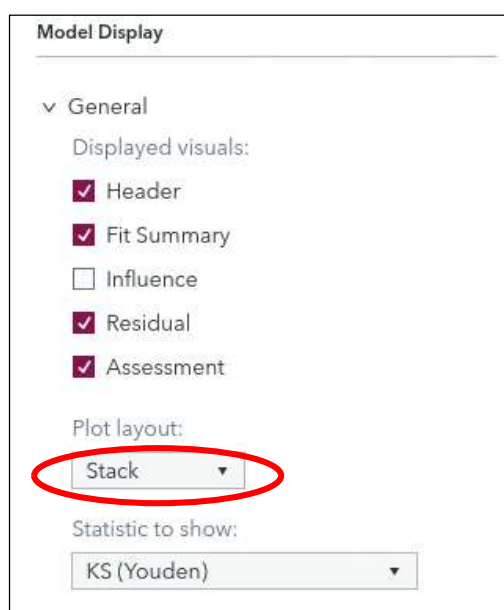 Model Display
General
Displayed visuals:
Header
Fit Summary
Influence
Residual
Assessment
Plot layout:
Stack
Statistic to show:
KS (Youden)